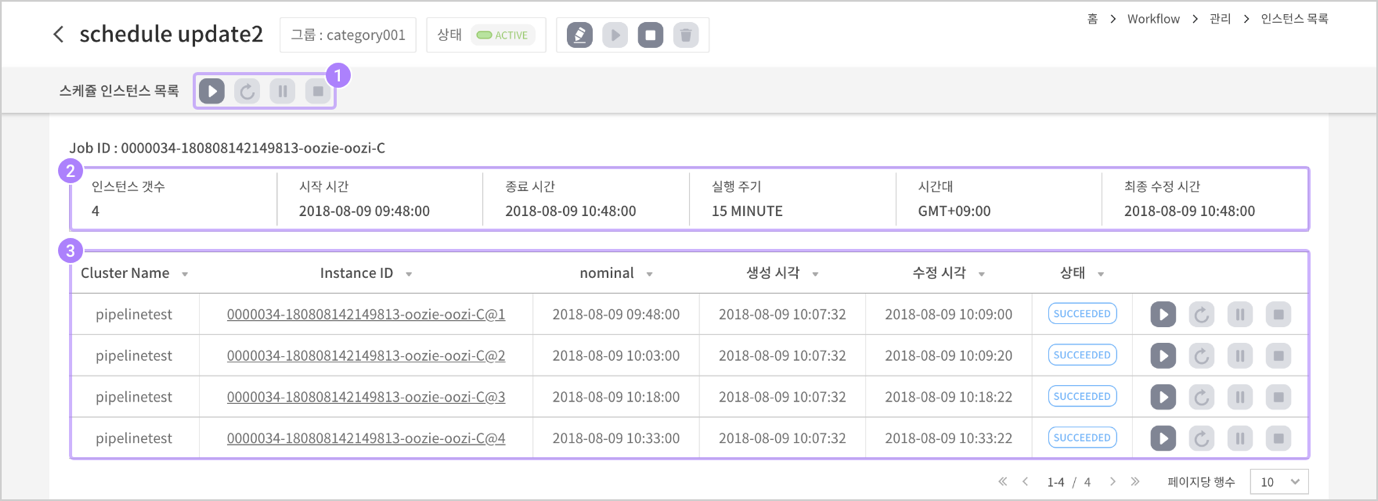 홈 > Workflow > 관리 > 인스턴스 목록
schedule update2 그룹 : category001 상태 ACTIVE
스케쥴 인스턴스 목록 1
Job ID : 0000034-180808142149813-oozie-oozi-C
2
인스턴스 갯수 시작 시간 종료 시간 실행 주기 시간대 최종 수정 시간
4 2018-08-09 09:48:00 2018-08-09 10:48:00 15 MINUTE GMT+09:00 2018-08-09 10:48:00
3
Cluster Name Instance ID nominal 생성 시각 수정 시각 상태
pipelinetest 0000034-180808142149813-oozie-oozi-C@1 2018-08-09 09:48:00 2018-08-09 10:07:32 2018-08-09 10:09:00 SUCCEEDED
pipelinetest 0000034-180808142149813-oozie-oozi-C@2 2018-08-09 10:03:00 2018-08-09 10:07:32 2018-08-09 10:09:20 SUCCEEDED
pipelinetest 0000034-180808142149813-oozie-oozi-C@3 2018-08-09 10:18:00 2018-08-09 10:07:32 2018-08-09 10:18:22 SUCCEEDED
pipelinetest 0000034-180808142149813-oozie-oozi-C@4 2018-08-09 10:33:00 2018-08-09 10:07:32 2018-08-09 10:33:22 SUCCEEDED
1-4 / 4 페이지당 행수 10